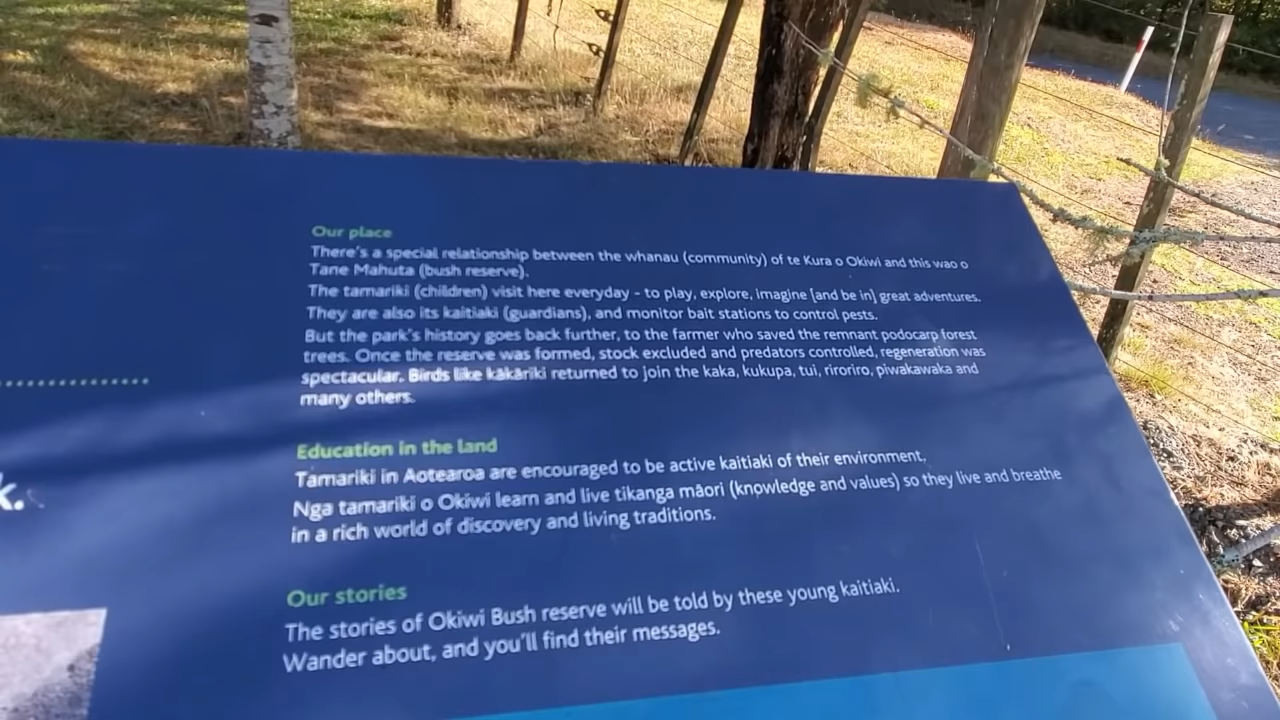 Our place
There's a special relationship between the whanau (community) of te Kura o Okiwi and this wao o
Tane Mahuta (bush reserve).
The tamariki (children) visit here everyday - to play, explore, imagine [and be in] great adventures.
They are also its kaitiaki (guardians), and monitor bait stations to control pests.
But the park's history goes back further, to the farmer who saved the remnant podocarp forest
trees. Once the reserve was formed, stock excluded and predators controlled, regeneration was
spectacular. Birds like kākāriki returned to join the kaka, kukupa, tui, riroriro, piwakawaka and
many others.
Education in the land
Tamariki in Aotearoa are encouraged to be active kaitiaki of their environment,
Nga tamariki o Okiwi learn and live tikanga māori (knowledge and values) so they live and breathe
in a rich world of discovery and living traditions.
k.
Our stories
The stories of Okiwi Bush reserve will be told by these young kaitiaki.
Wander about, and you'll find their messages.